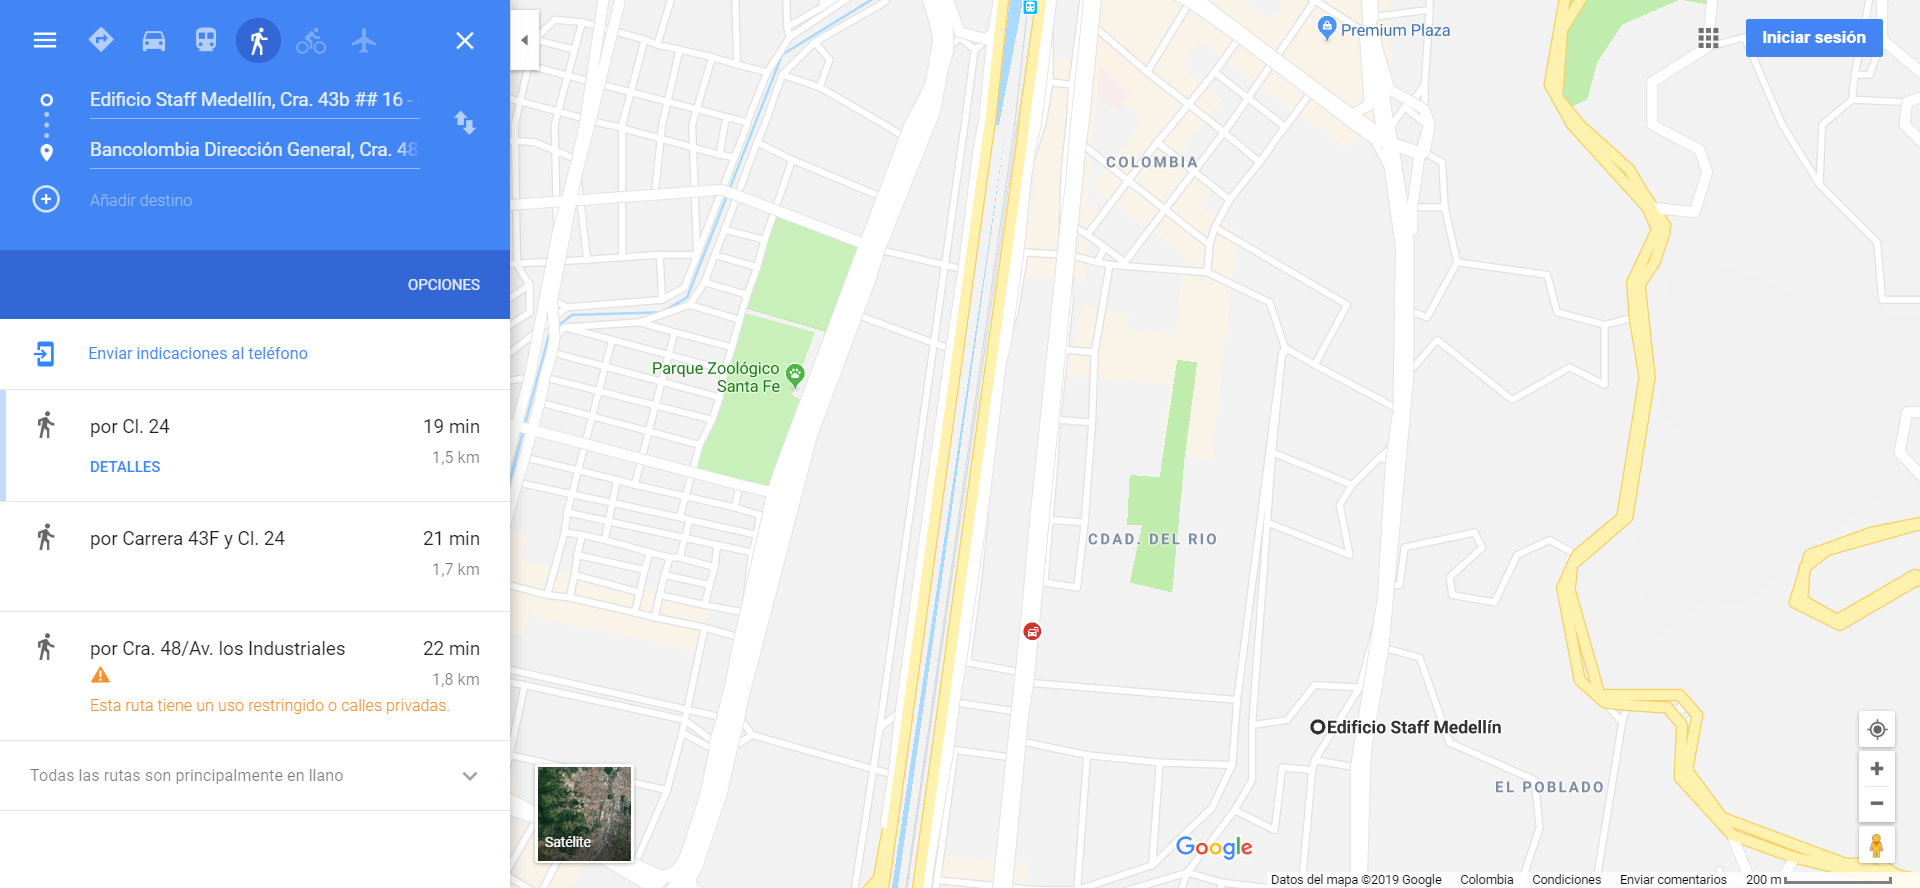 Edificio Staff Medellín, Cra. 43b ## 16 -
Bancolombia Dirección General, Cra. 48
Añadir destino
OPCIONES
Enviar indicaciones al teléfono
por Cl. 24
19 min
1,5 km
DETALLES
por Carrera 43F y Cl. 24
21 min
1,7 km
por Cra. 48/Av. los Industriales
22 min
1,8 km
Esta ruta tiene un uso restringido o calles privadas.
Todas las rutas son principalmente en llano
Premium Plaza
Iniciar sesión
COLOMBIA
Parque Zoológico
Santa Fe
CDAD. DEL RIO
Edificio Staff Medellín
EL POBLADO
Satélite
Google
Datos del mapa ©2019 Google Colombia Condiciones Enviar comentarios 200 m